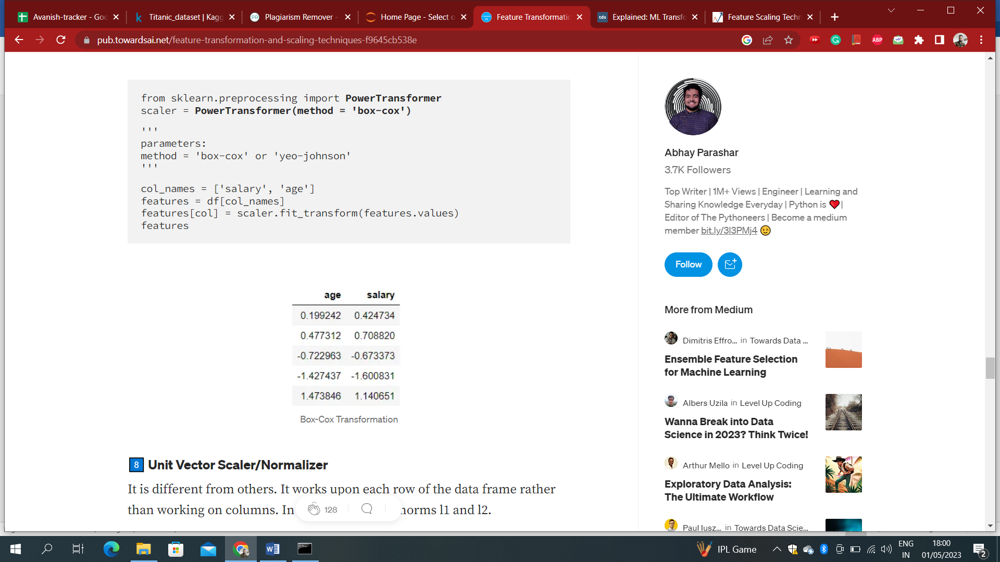 Avanish-tracker - Goo
Titanic_dataset | Kagg
Plagiarism Remover -
Home Page - Select o
Feature Transformatio
tds Explained: ML Transfo
Feature Scaling Techn
pub.towardsai.net/feature-transformation-and-scaling-techniques-f9645cb538e
ABP
from sklearn.preprocessing import PowerTransformer
scaler = PowerTransformer(method = 'box-cox')
'''
parameters:
method = 'box-cox' or 'yeo-johnson'
'''
col_names = ['salary', 'age']
features = df[col_names]
features[col] = scaler.fit_transform(features.values)
features
age salary
0.199242 0.424734
0.477312 0.708820
-0.722963 -0.673373
-1.427437 -1.600831
1.473846 1.140651
Box-Cox Transformation
8 Unit Vector Scaler/Normalizer
It is different from others. It works upon each row of the data frame rather
than working on columns. In norms l1 and l2.
128
Abhay Parashar
3.7K Followers
Top Writer | 1M+ Views | Engineer | Learning and
Sharing Knowledge Everyday | Python is ❤️ |
Editor of The Pythoneers | Become a medium
member bit.ly/3l3PMj4 😉
Follow
More from Medium
Dimitris Effro... in Towards Data ...
Ensemble Feature Selection
for Machine Learning
Albers Uzila in Level Up Coding
Wanna Break into Data
Science in 2023? Think Twice!
Arthur Mello in Level Up Coding
Exploratory Data Analysis:
The Ultimate Workflow
Paul Iusz... in Towards Data Scie...
IPL Game
ENG
IN
18:00
01/05/2023
2